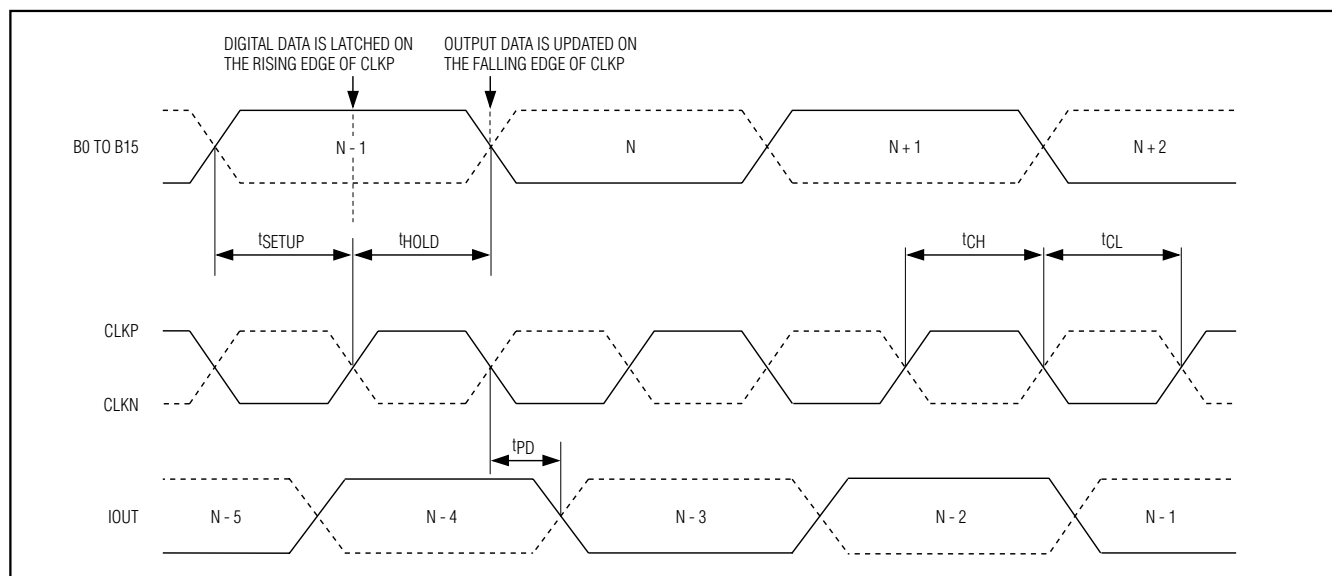 DIGITAL DATA IS LATCHED ON
THE RISING EDGE OF CLKP
OUTPUT DATA IS UPDATED ON
THE FALLING EDGE OF CLKP
B0 TO B15
N - 1
N
N + 1
N + 2
tSETUP
tHOLD
tCH
tCL
CLKP
CLKN
tPD
IOUT
N - 5
N - 4
N - 3
N - 2
N - 1